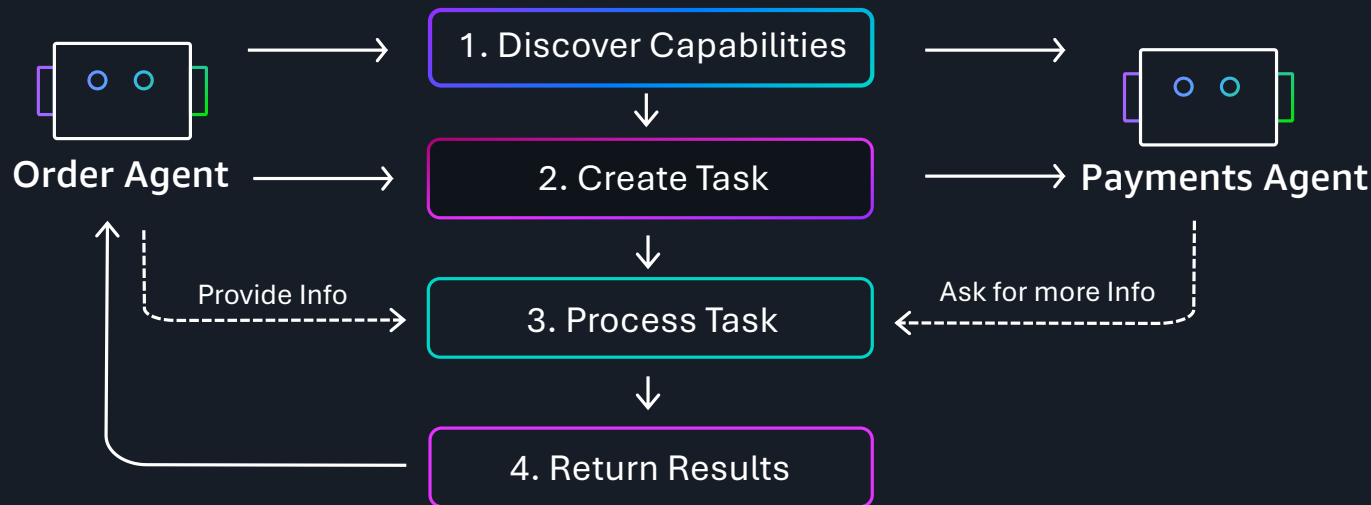 1. Discover Capabilities
Order Agent
2. Create Task
Payments Agent
Provide Info
Ask for more Info
3. Process Task
4. Return Results